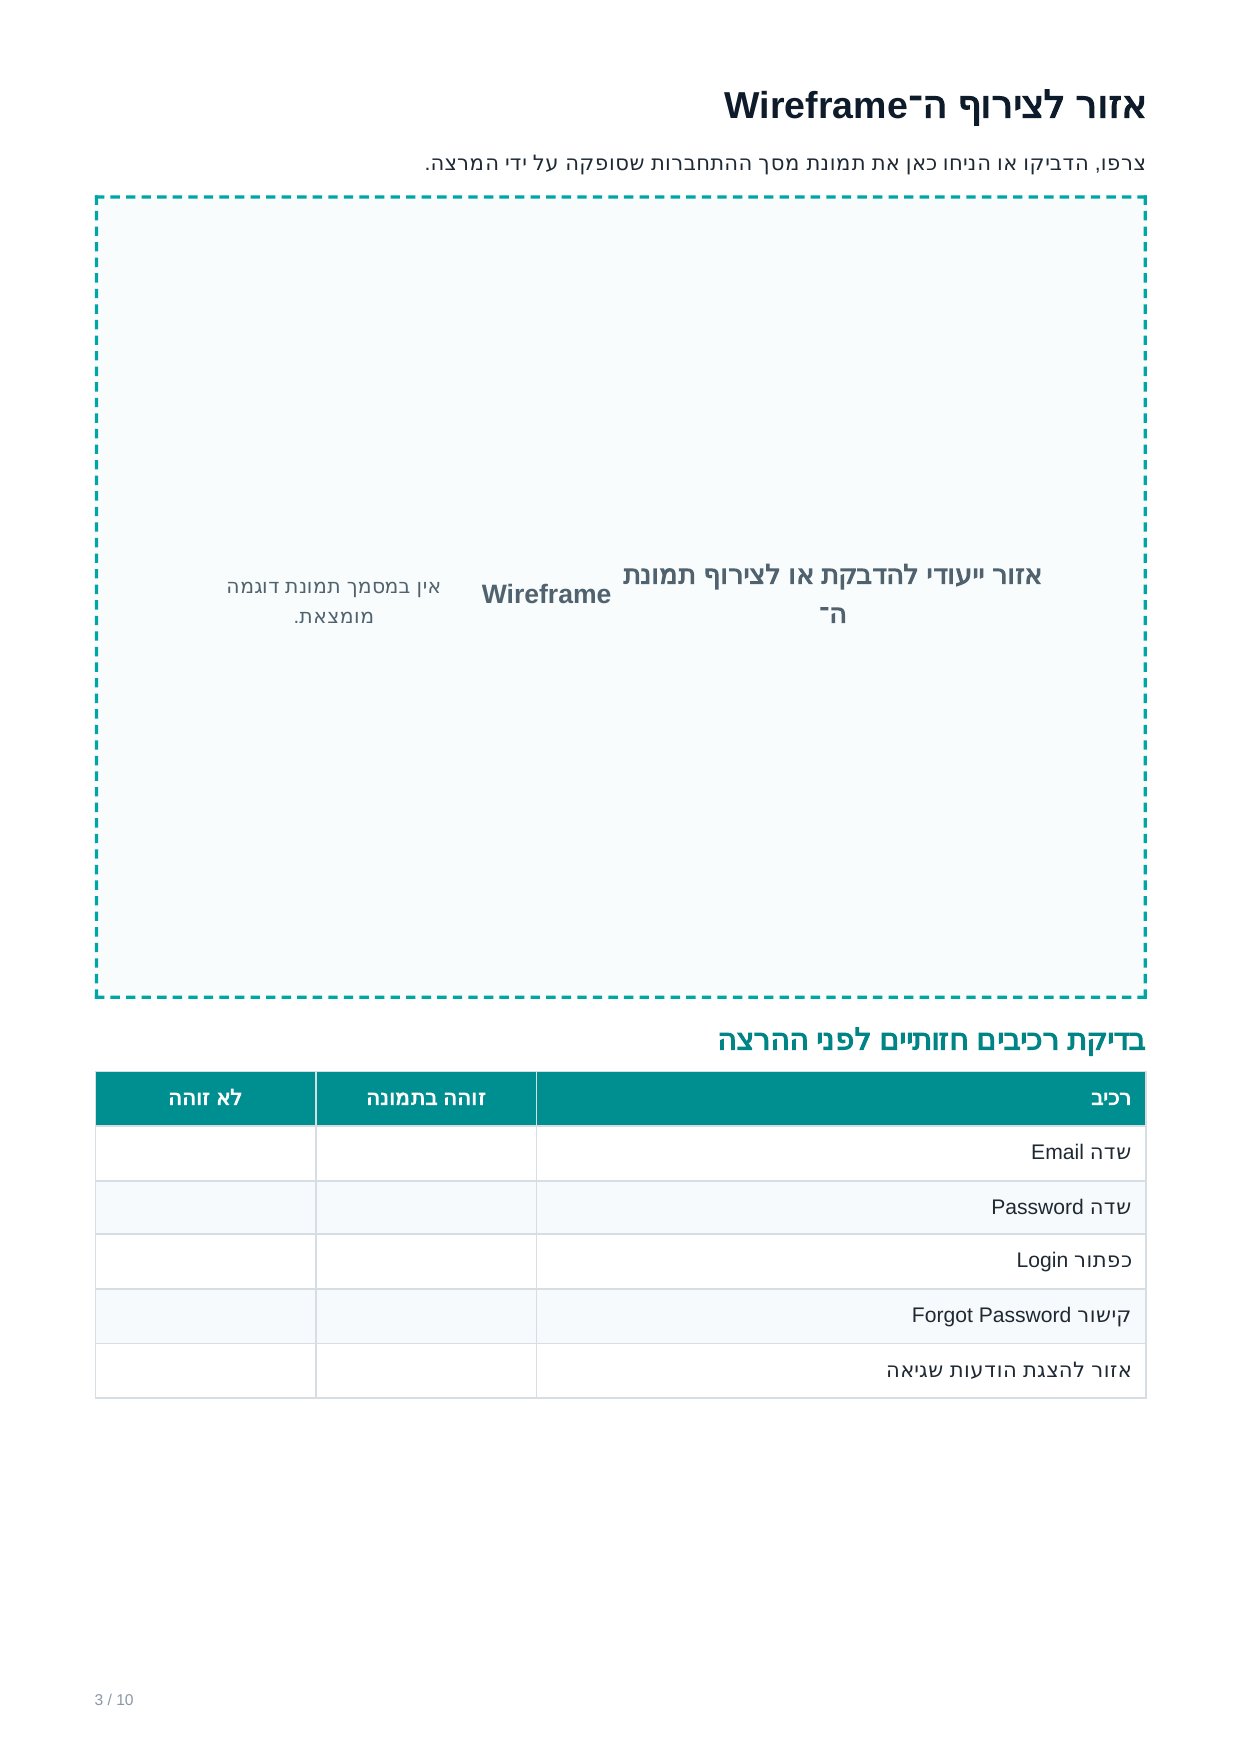 אזור לצירוף ה־Wireframe
צרפו, הדביקו או הניחו כאן את תמונת מסך ההתחברות שסופקה על ידי המרצה.
אזור ייעודי להדבקת או לצירוף תמונת
ה־
Wireframe
אין במסמך תמונת דוגמה
מומצאת.
בדיקת רכיבים חזותיים לפני ההרצה
רכיב זוהה בתמונה לא זוהה
שדה Email
שדה Password
כפתור Login
קישור Forgot Password
אזור להצגת הודעות שגיאה
3 / 10